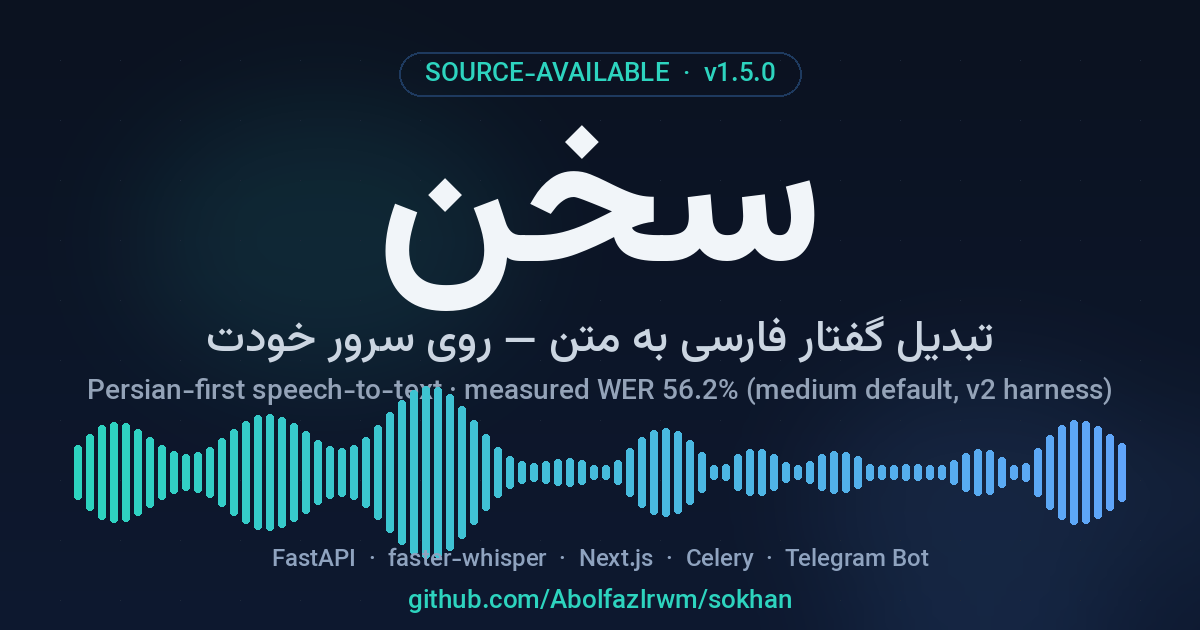 SOURCE-AVAILABLE · v1.5.0
سخن
تبدیل گفتار فارسی به متن — روی سرور خودت
Persian-first speech-to-text · measured WER 56.2% (medium default, v2 harness)
FastAPI · faster-whisper · Next.js · Celery · Telegram Bot
github.com/Abolfazlrwm/sokhan